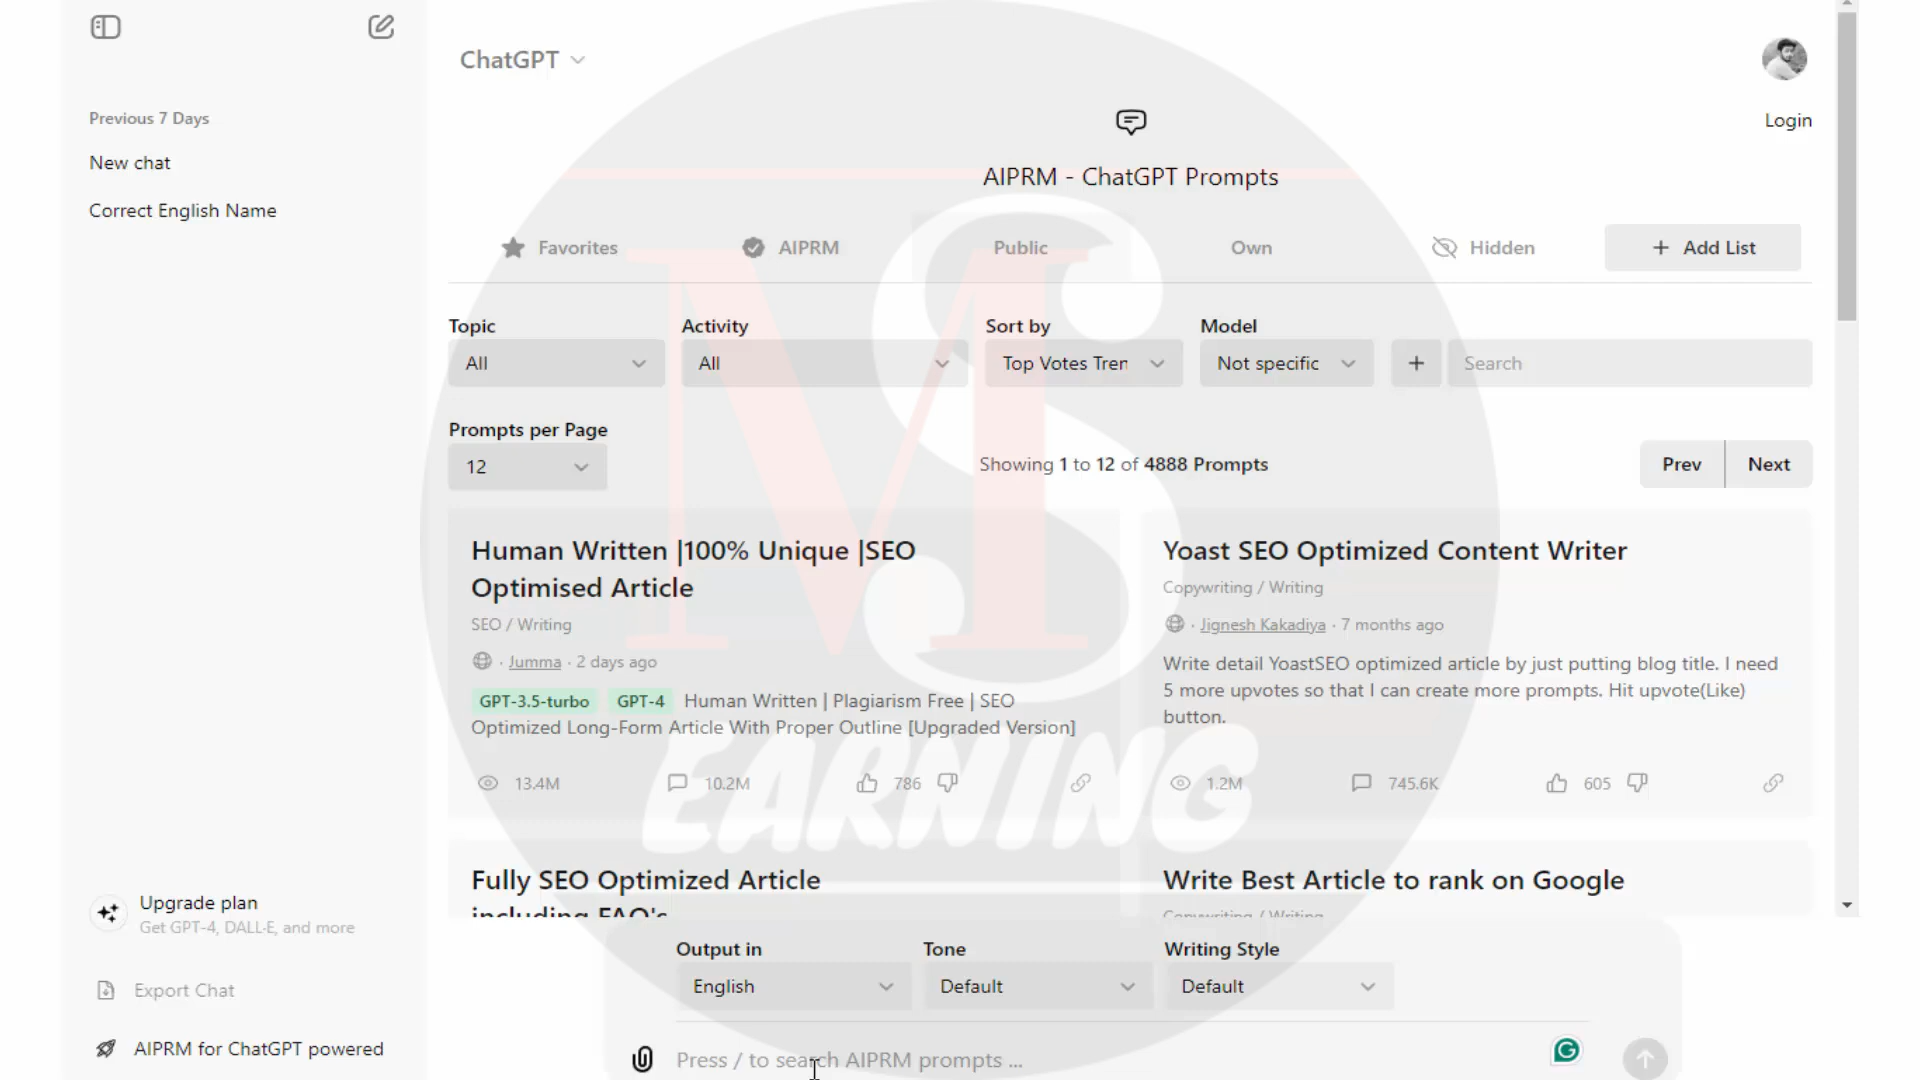 ChatGPT
Previous 7 Days
New chat
Correct English Name
Login
AIPRM - ChatGPT Prompts
Favorites
AIPRM
Public
Own
Hidden
+ Add List
Topic
All
Activity
All
Sort by
Top Votes Tren
Model
Not specific
+
Search
Prompts per Page
12
Showing 1 to 12 of 4888 Prompts
Prev
Next
Human Written |100% Unique |SEO
Optimised Article
SEO / Writing
· Jumma · 2 days ago
GPT-3.5-turbo GPT-4 Human Written | Plagiarism Free | SEO
Optimized Long-Form Article With Proper Outline [Upgraded Version]
13.4M
10.2M
786
Yoast SEO Optimized Content Writer
Copywriting / Writing
· Jignesh Kakadiya · 7 months ago
Write detail YoastSEO optimized article by just putting blog title. I need
5 more upvotes so that I can create more prompts. Hit upvote(Like)
button.
1.2M
745.6K
605
Fully SEO Optimized Article
including FAQ's
Write Best Article to rank on Google
Copywriting / Writing
Upgrade plan
Get GPT-4, DALL·E, and more
Export Chat
AIPRM for ChatGPT powered
Output in
English
Tone
Default
Writing Style
Default
Press / to search AIPRM prompts ...
MS
EARNING